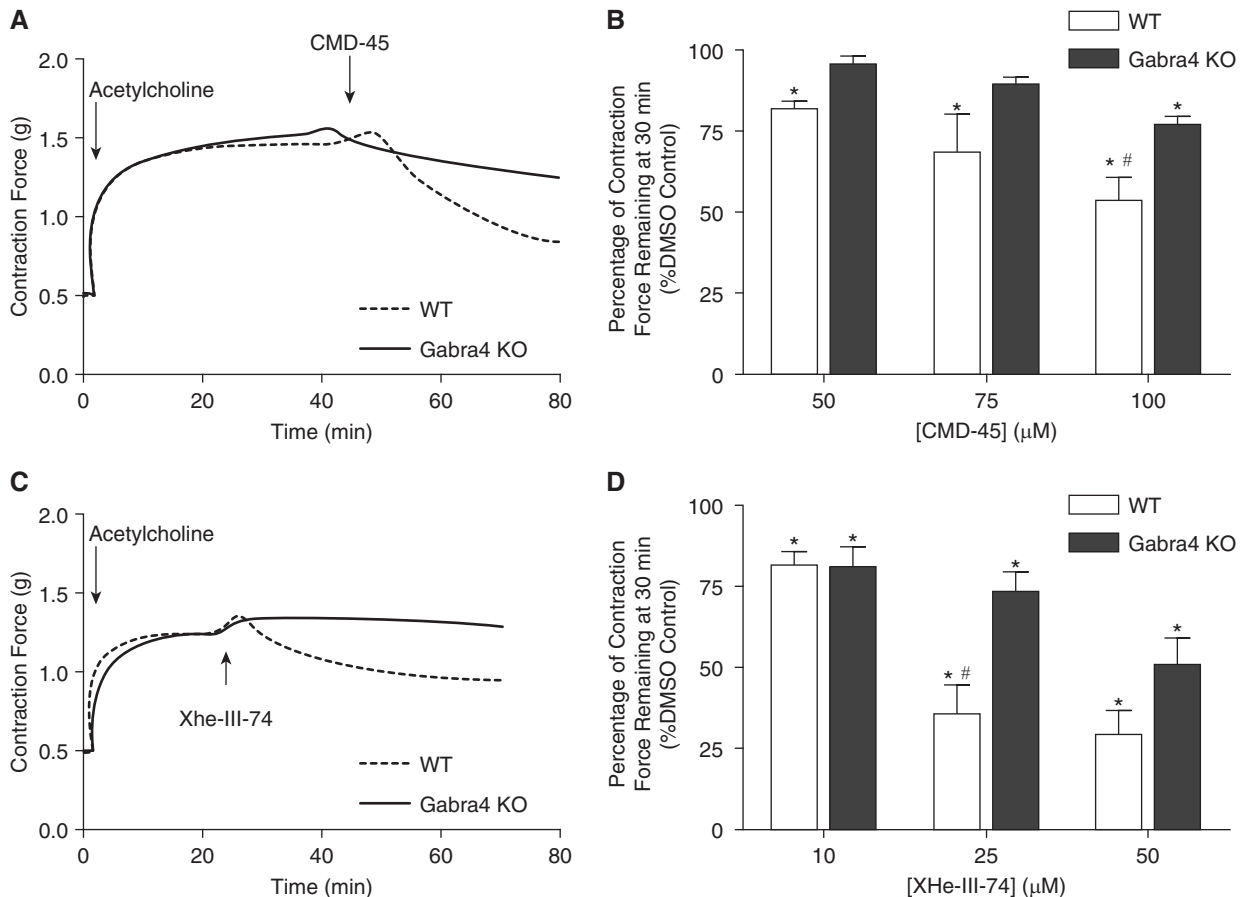 A
Contraction Force (g)
2.0
1.5
1.0
0.5
0.0
Acetylcholine
CMD-45
WT
Gabra4 KO
0 20 40 60 80
Time (min)
B
Percentage of Contraction
Force Remaining at 30 min
(%DMSO Control)
100
75
50
25
0
WT
Gabra4 KO
* * * # *
50 75 100
[CMD-45] (μM)
C
Contraction Force (g)
2.0
1.5
1.0
0.5
0.0
Acetylcholine
Xhe-III-74
WT
Gabra4 KO
0 20 40 60 80
Time (min)
D
Percentage of Contraction
Force Remaining at 30 min
(%DMSO Control)
100
75
50
25
0
WT
Gabra4 KO
* * * # * * *
10 25 50
[XHe-III-74] (μM)